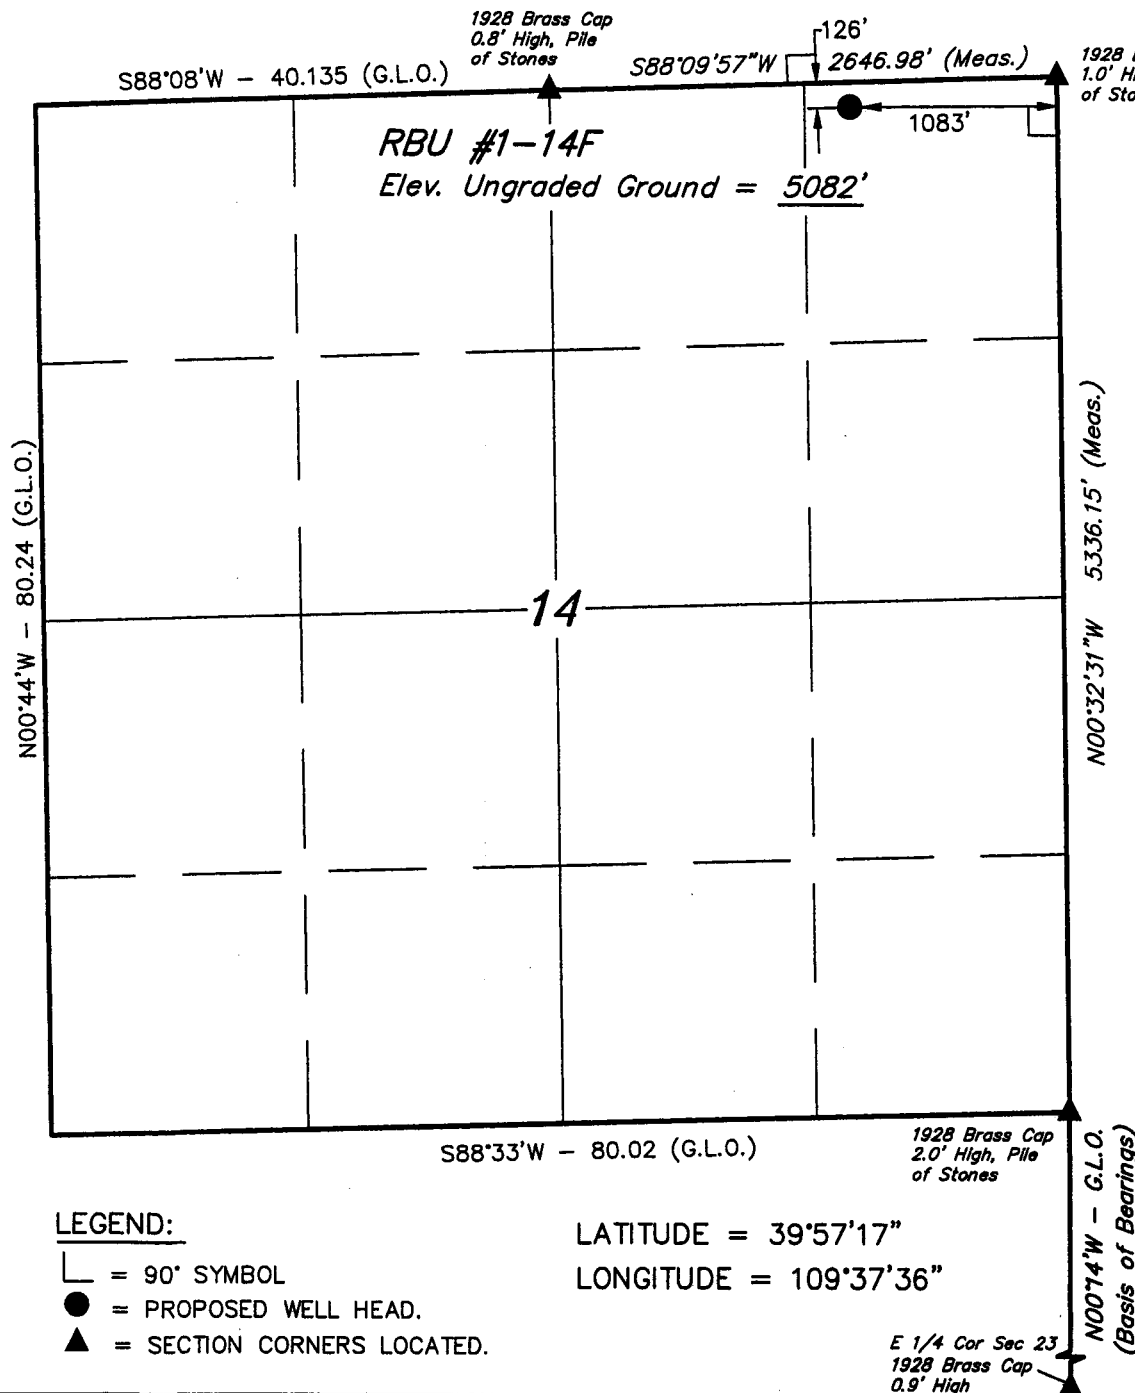 1928 Brass Cap
0.8' High, Pile
of Stones
126'
S88°08'W – 40.135 (G.L.O.)
S88°09'57"W
2646.98' (Meas.)
1928
1.0'
of
1083'
RBU #1–14F
Elev. Ungraded Ground = 5082'
N00°44'W – 80.24 (G.L.O.)
14
N00°32'31"W 5336.15' (Meas.)
S88°33'W – 80.02 (G.L.O.)
1928 Brass Cap
2.0' High, Pile
of Stones
N00°14'W – G.L.O.
(Basis of Bearings)
LEGEND:
= 90° SYMBOL
= PROPOSED WELL HEAD.
= SECTION CORNERS LOCATED.
LATITUDE = 39°57'17"
LONGITUDE = 109°37'36"
E 1/4 Cor Sec 23
1928 Brass Cap
0.9' High